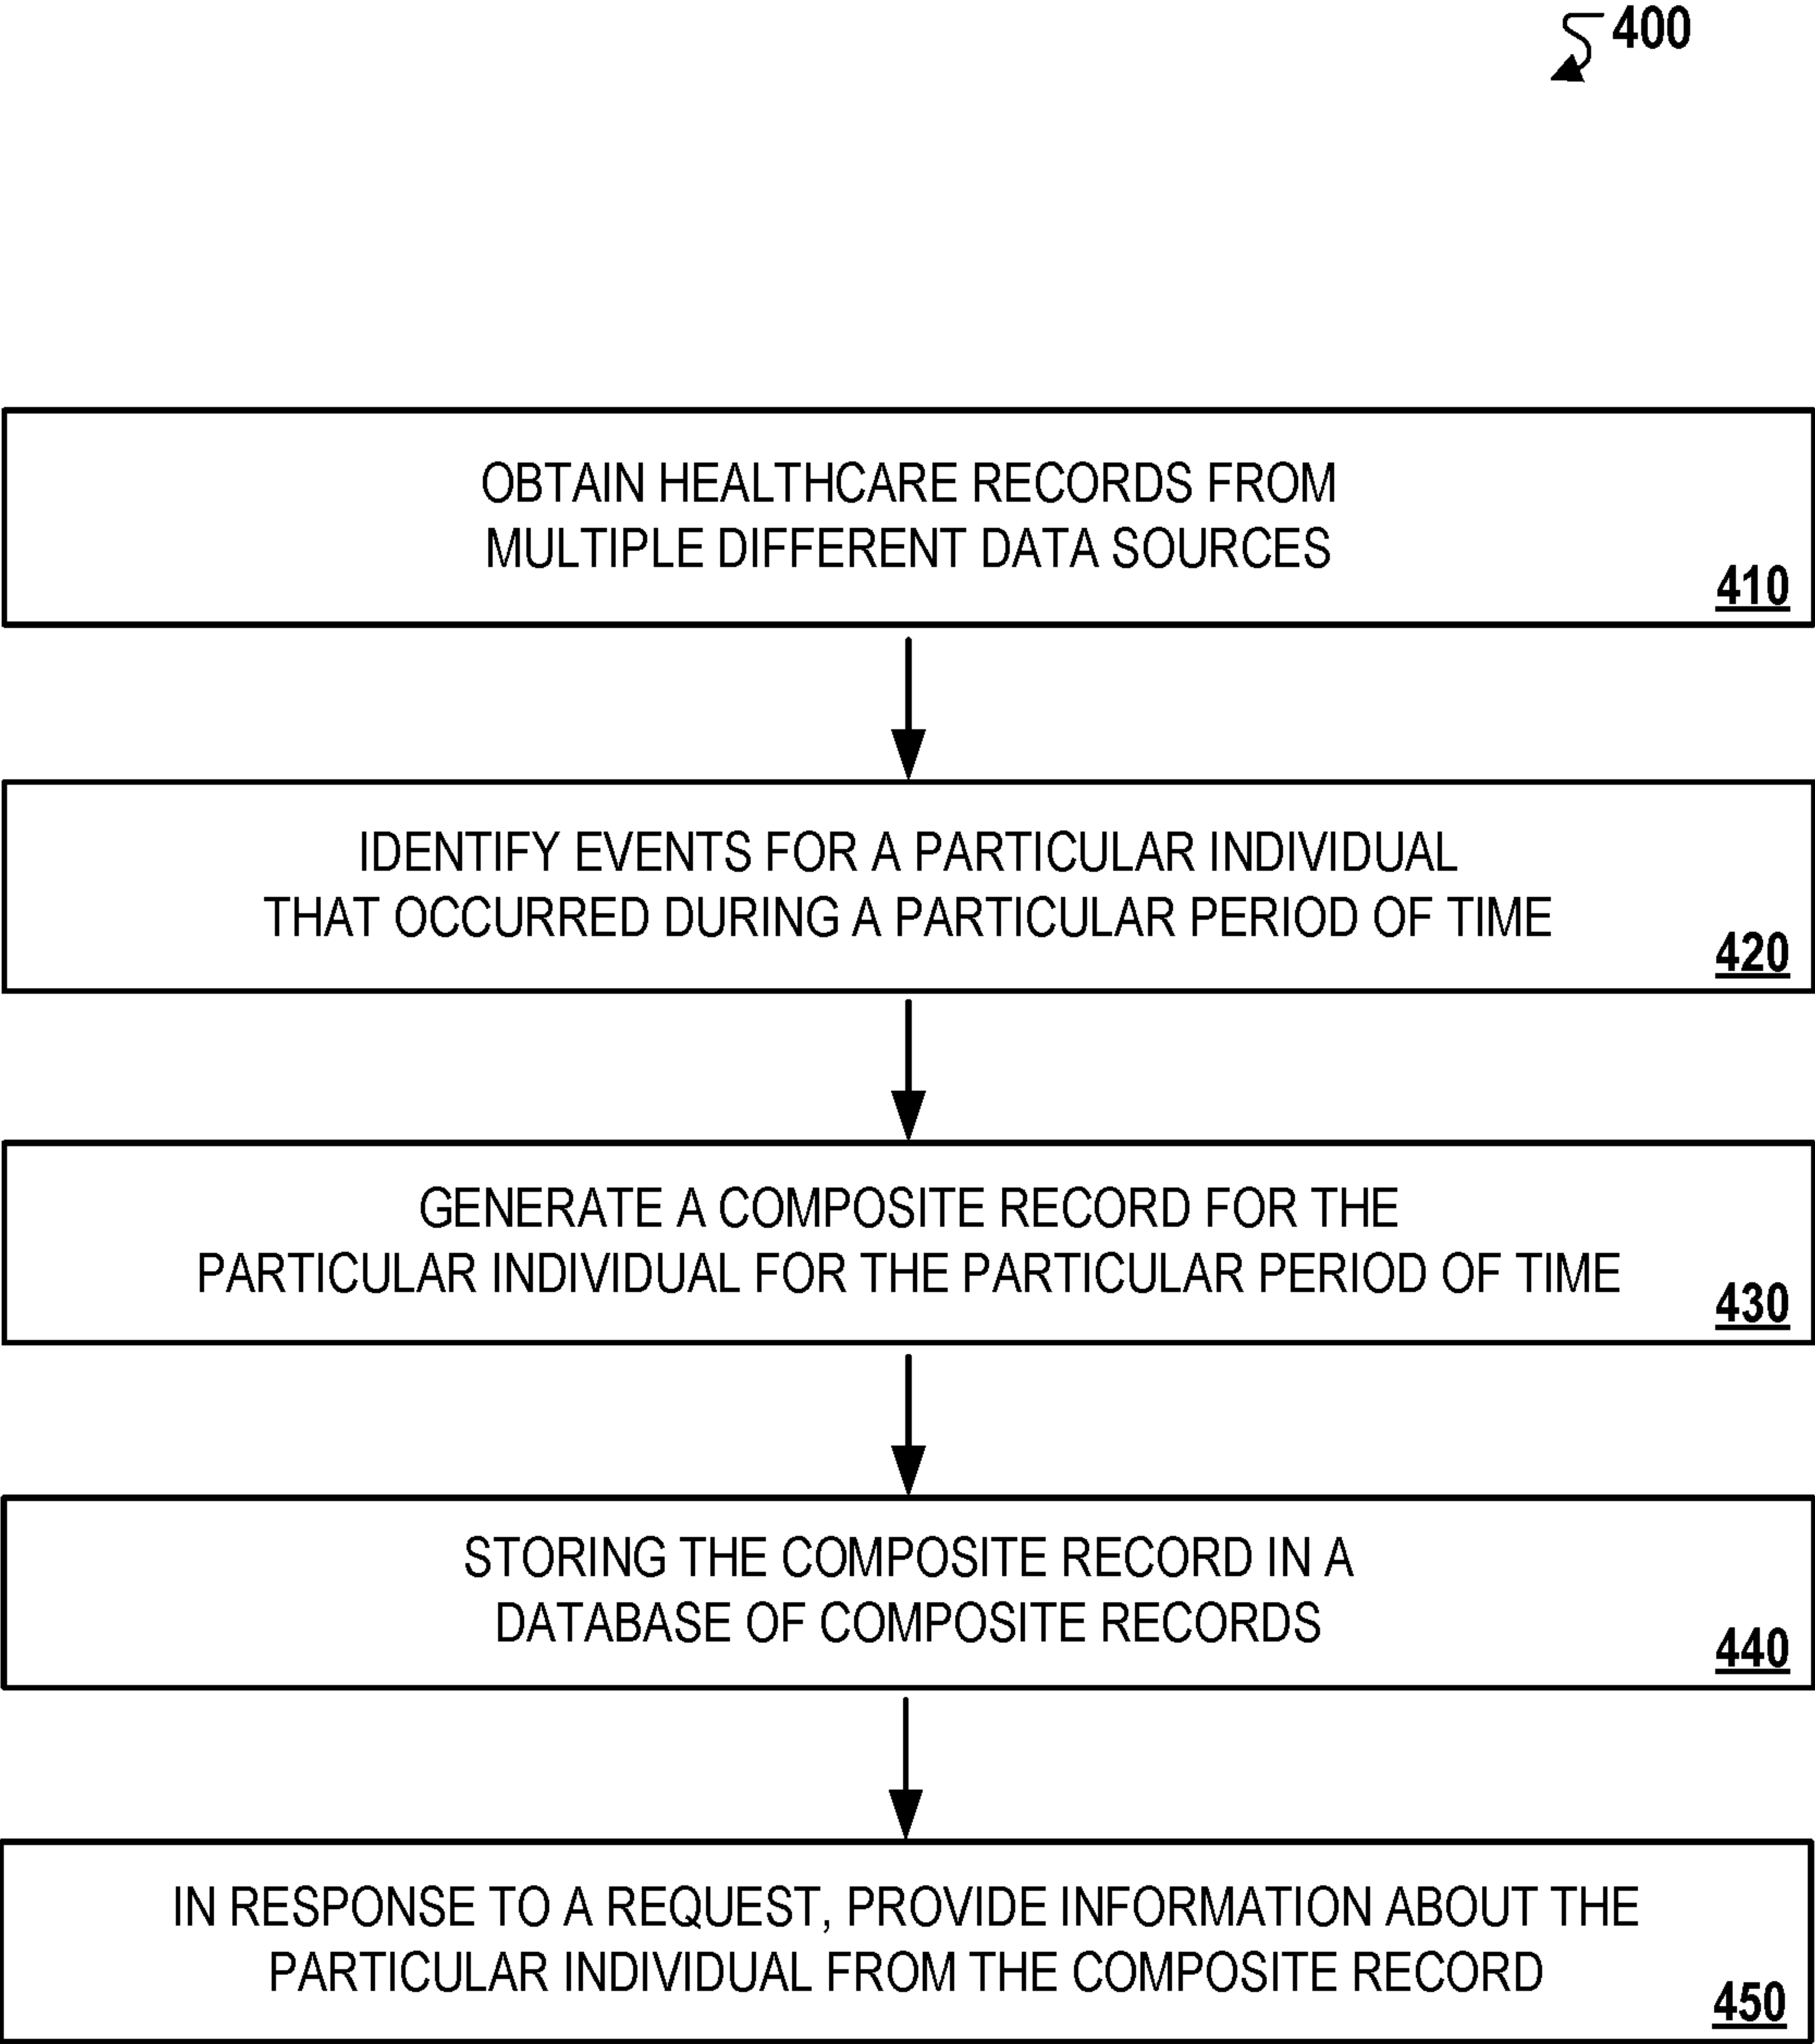 400
OBTAIN HEALTHCARE RECORDS FROM
MULTIPLE DIFFERENT DATA SOURCES
410
IDENTIFY EVENTS FOR A PARTICULAR INDIVIDUAL
THAT OCCURRED DURING A PARTICULAR PERIOD OF TIME
420
GENERATE A COMPOSITE RECORD FOR THE
PARTICULAR INDIVIDUAL FOR THE PARTICULAR PERIOD OF TIME
430
STORING THE COMPOSITE RECORD IN A
DATABASE OF COMPOSITE RECORDS
440
IN RESPONSE TO A REQUEST, PROVIDE INFORMATION ABOUT THE
PARTICULAR INDIVIDUAL FROM THE COMPOSITE RECORD
450